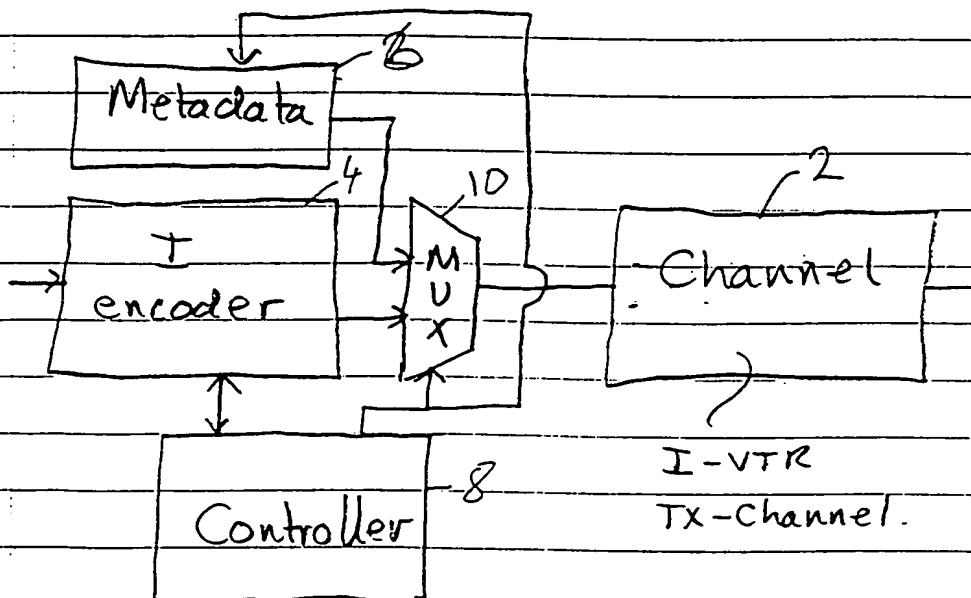 6
Metadata
4
10
2
I
encoder
M
U
X
Channel
I-VTR
TX-Channel.
8
Controller